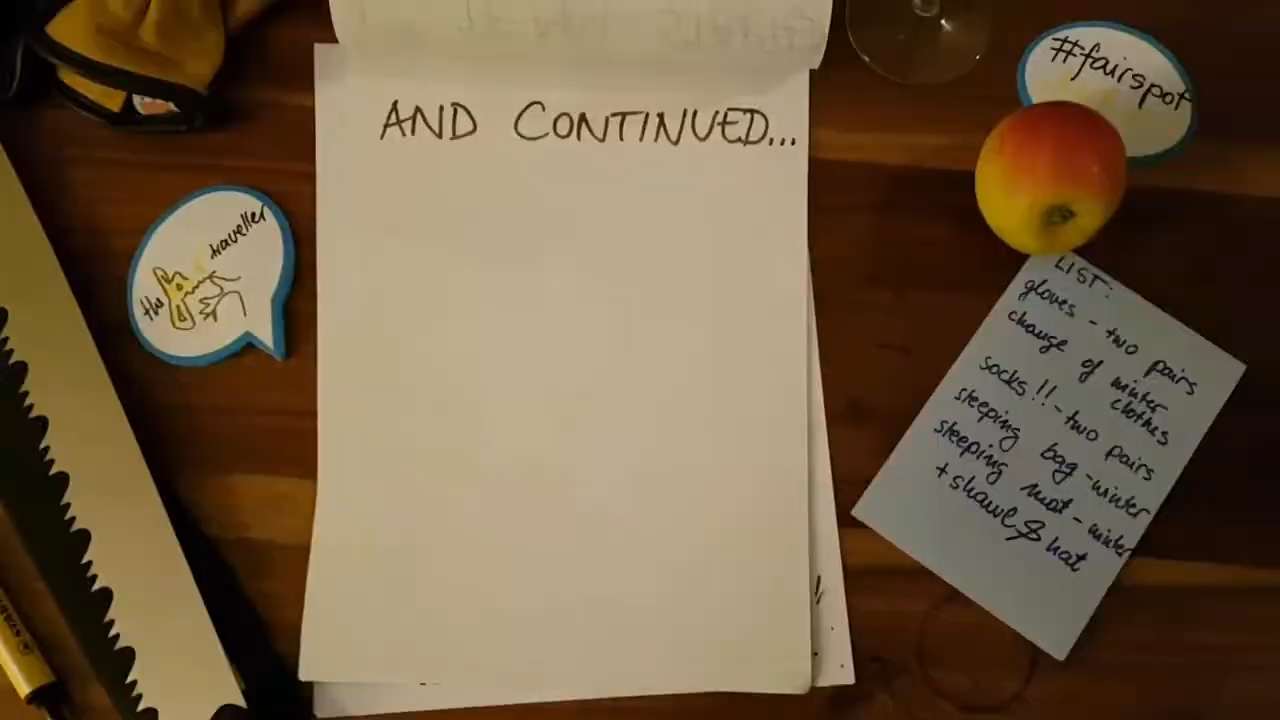 AND CONTINUED...
#fairspot
the traveller
LIST:
gloves - two pairs
change of winter
clothes
socks!! - two pairs
sleeping bag - winter
sleeping mat - winter
+ shawl & hat